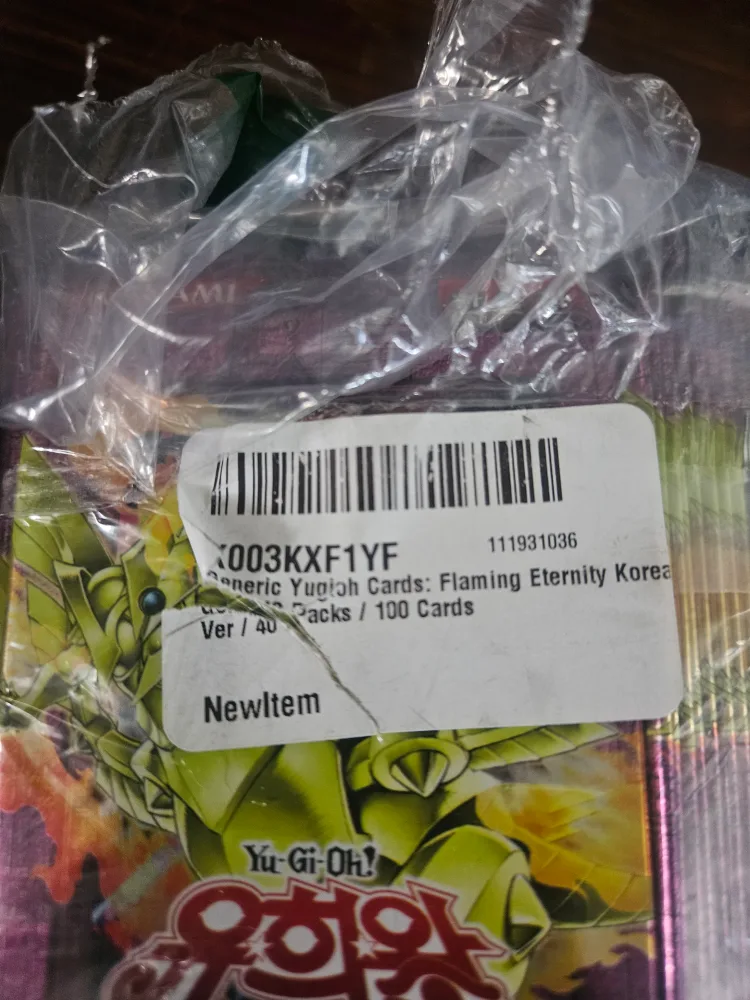 KONAMI
X003KXF1YF
111931036
Generic Yugioh Cards: Flaming Eternity Korea
Ver / 40 Packs / 100 Cards
NewItem
Yu-Gi-Oh!
유희왕